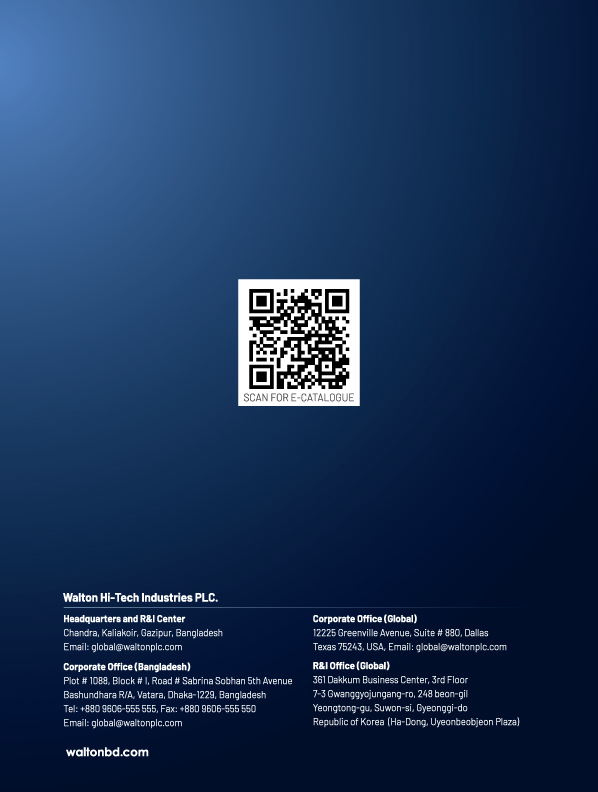 SCAN FOR E-CATALOGUE
Walton Hi-Tech Industries PLC.
Headquarters and R&I Center
Chandra, Kaliakoir, Gazipur, Bangladesh
Email: global@waltonplc.com
Corporate Office (Bangladesh)
Plot # 1088, Block # I, Road # Sabrina Sobhan 5th Avenue
Bashundhara R/A, Vatara, Dhaka-1229, Bangladesh
Tel: +880 9606-555 555, Fax: +880 9606-555 550
Email: global@waltonplc.com
Corporate Office (Global)
12225 Greenville Avenue, Suite # 880, Dallas
Texas 75243, USA, Email: global@waltonplc.com
R&I Office (Global)
361 Dakkum Business Center, 3rd Floor
7-3 Gwanggyojungang-ro, 248 beon-gil
Yeongtong-gu, Suwon-si, Gyeonggi-do
Republic of Korea (Ha-Dong, Uyeonbeobjeon Plaza)
waltonbd.com